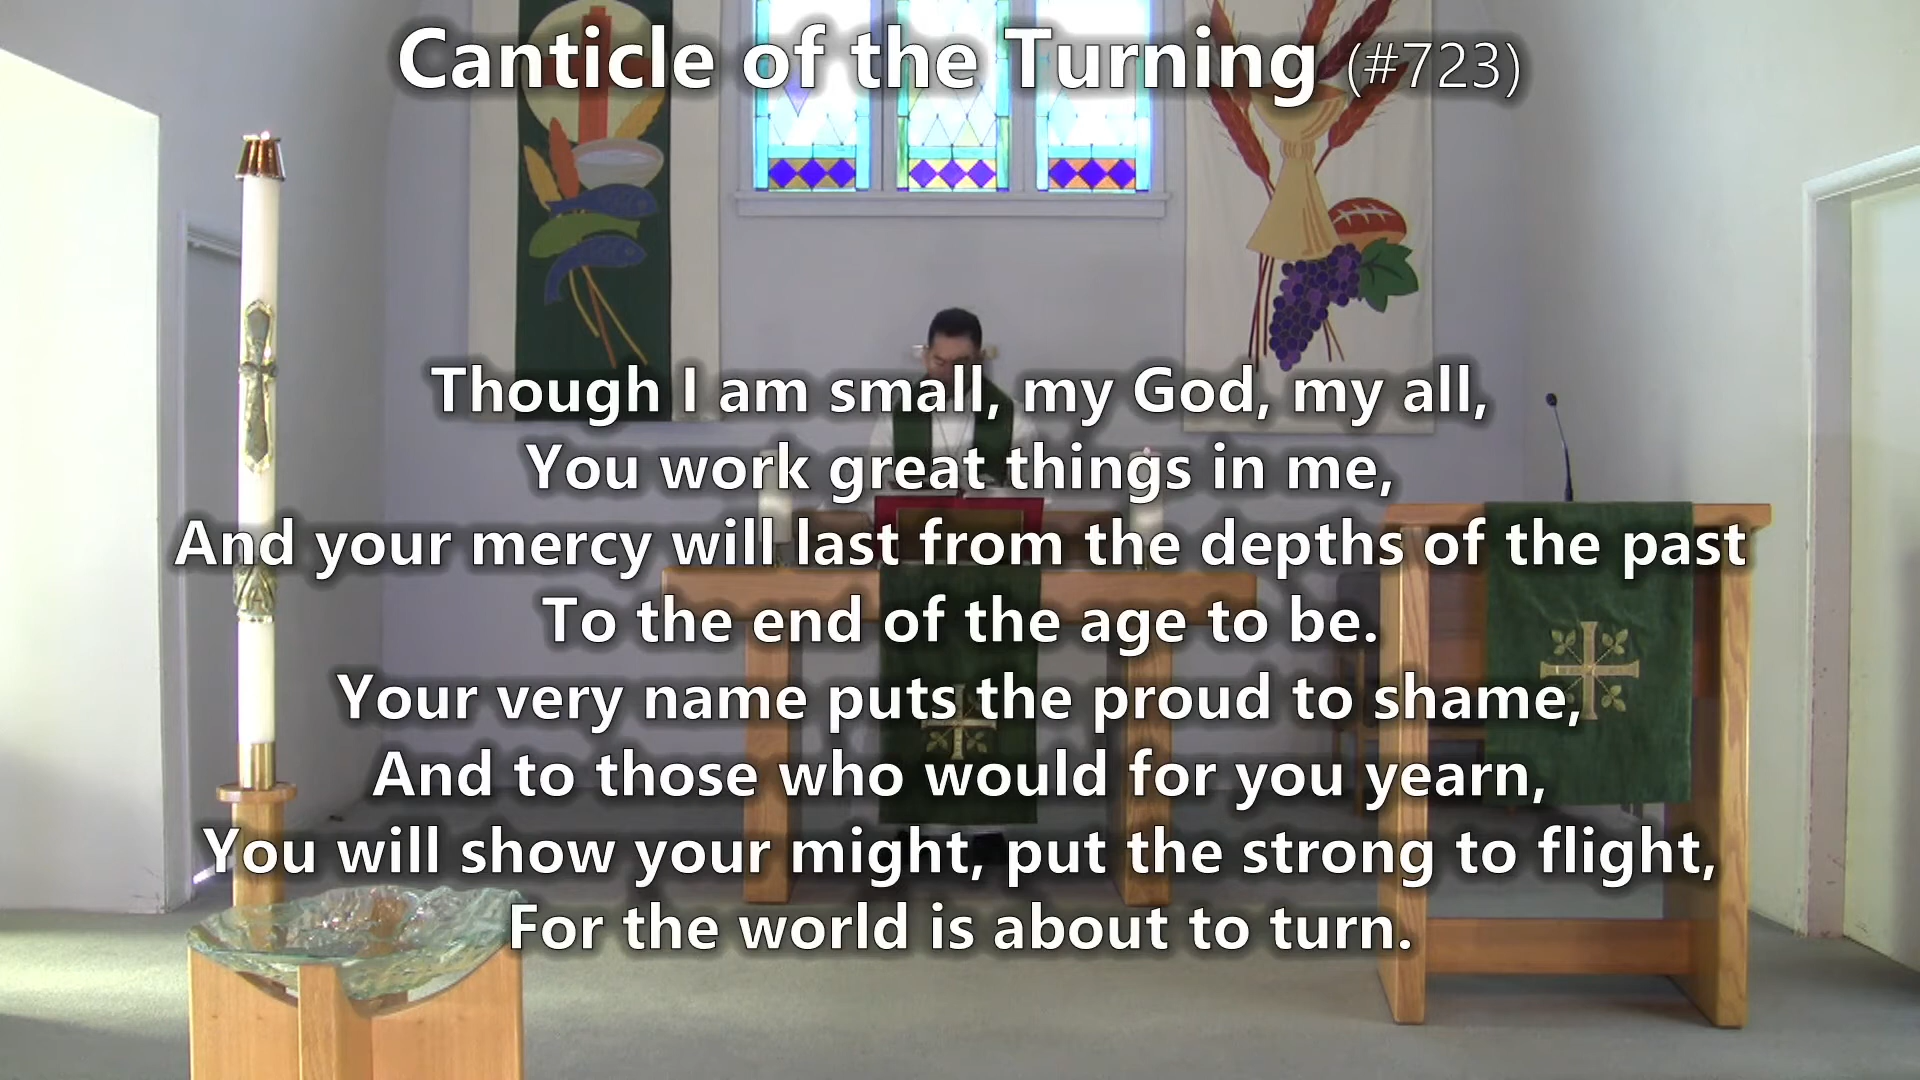 Canticle of the Turning (#723)
Though I am small, my God, my all,
You work great things in me,
And your mercy will last from the depths of the past
To the end of the age to be.
Your very name puts the proud to shame,
And to those who would for you yearn,
You will show your might, put the strong to flight,
For the world is about to turn.